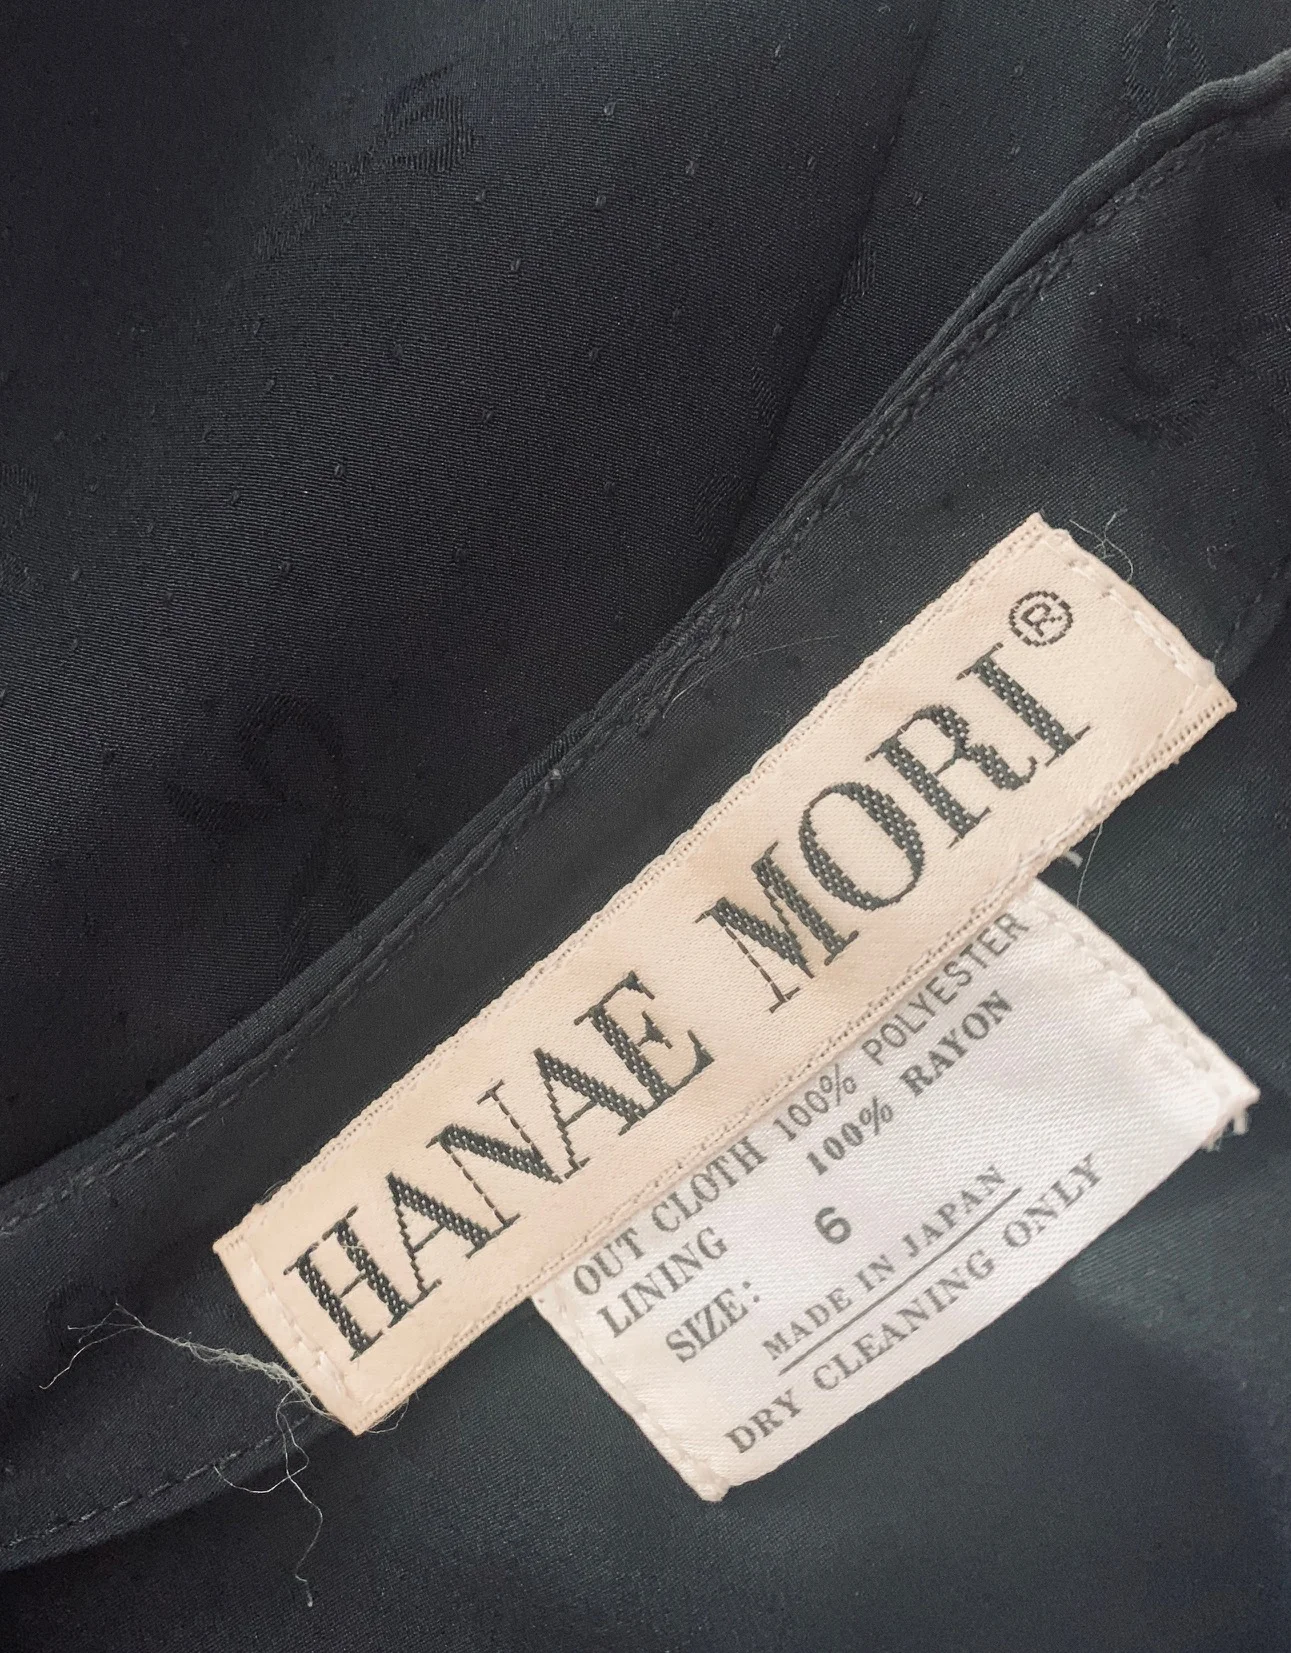 HANAE MORI®
OUT CLOTH 100% POLYESTER
LINING 100% RAYON
SIZE: 6
MADE IN JAPAN
DRY CLEANING ONLY